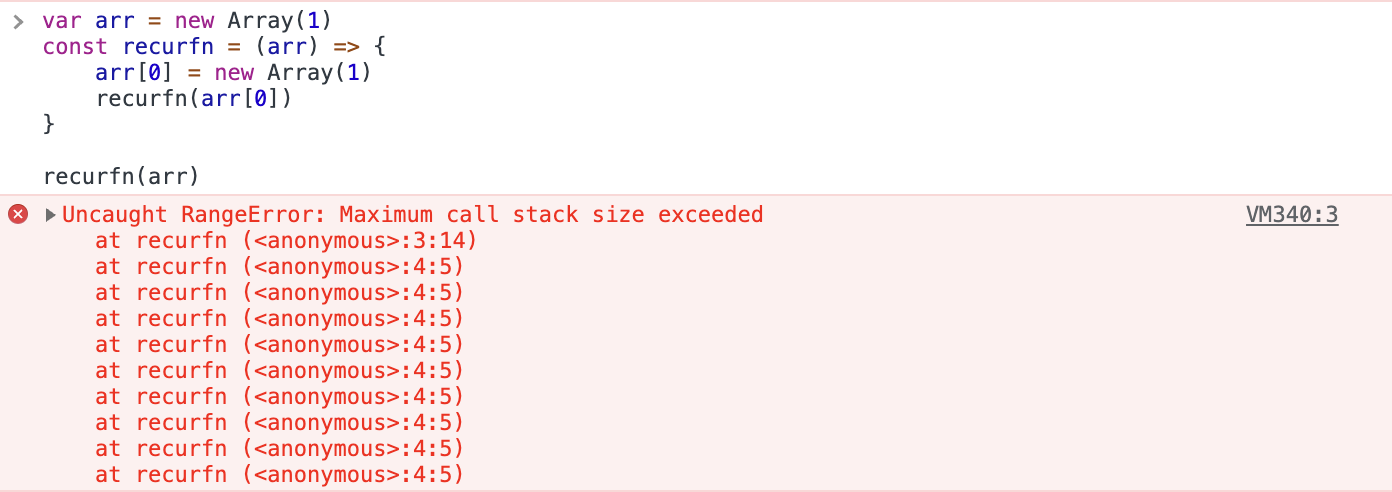 > var arr = new Array(1)
const recurfn = (arr) => {
    arr[0] = new Array(1)
    recurfn(arr[0])
}
recurfn(arr)
Uncaught RangeError: Maximum call stack size exceeded VM340:3
    at recurfn (<anonymous>:3:14)
    at recurfn (<anonymous>:4:5)
    at recurfn (<anonymous>:4:5)
    at recurfn (<anonymous>:4:5)
    at recurfn (<anonymous>:4:5)
    at recurfn (<anonymous>:4:5)
    at recurfn (<anonymous>:4:5)
    at recurfn (<anonymous>:4:5)
    at recurfn (<anonymous>:4:5)
    at recurfn (<anonymous>:4:5)